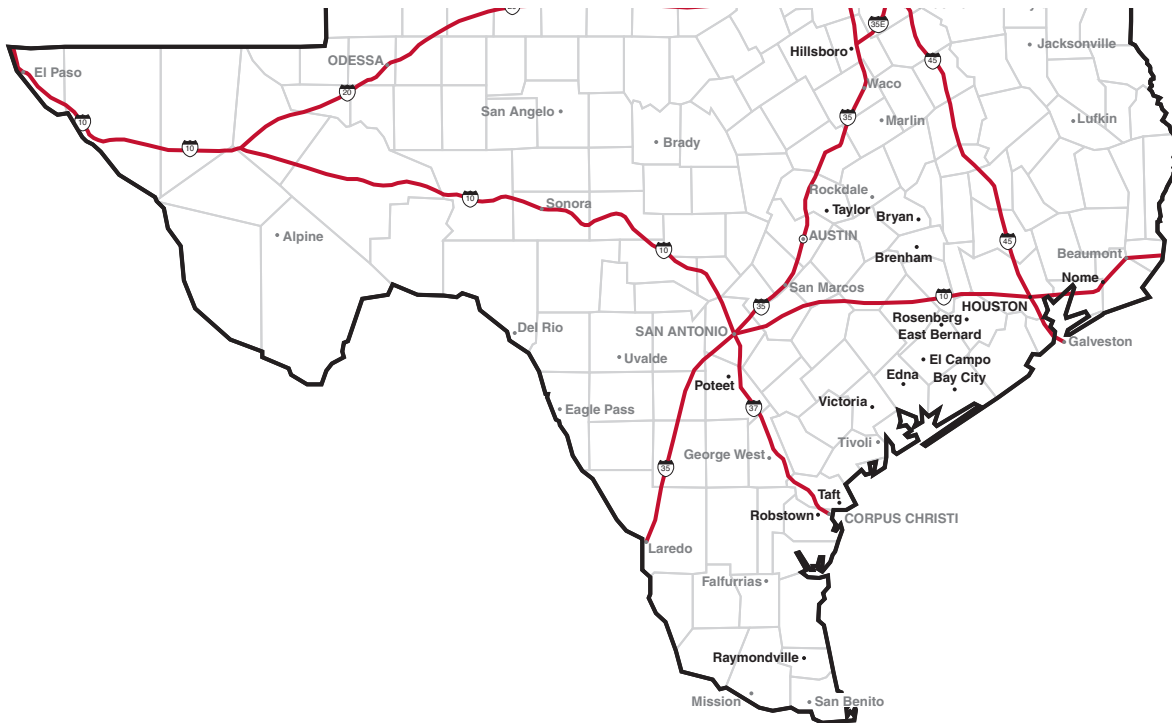 20
35E
Hillsboro
45
Jacksonville
ODESSA
El Paso
Waco
20
San Angelo
35
Marlin
Lufkin
10
Brady
10
Rockdale
10
Sonora
Taylor
Bryan
Alpine
AUSTIN
45
10
Brenham
Beaumont
Nome
San Marcos
10
35
HOUSTON
Rosenberg
Del Rio
SAN ANTONIO
East Bernard
Galveston
Uvalde
El Campo
Edna
Bay City
Poteet
Eagle Pass
37
Victoria
Tivoli
George West
35
Taft
Robstown
CORPUS CHRISTI
Laredo
Falfurrias
Raymondville
Mission
San Benito